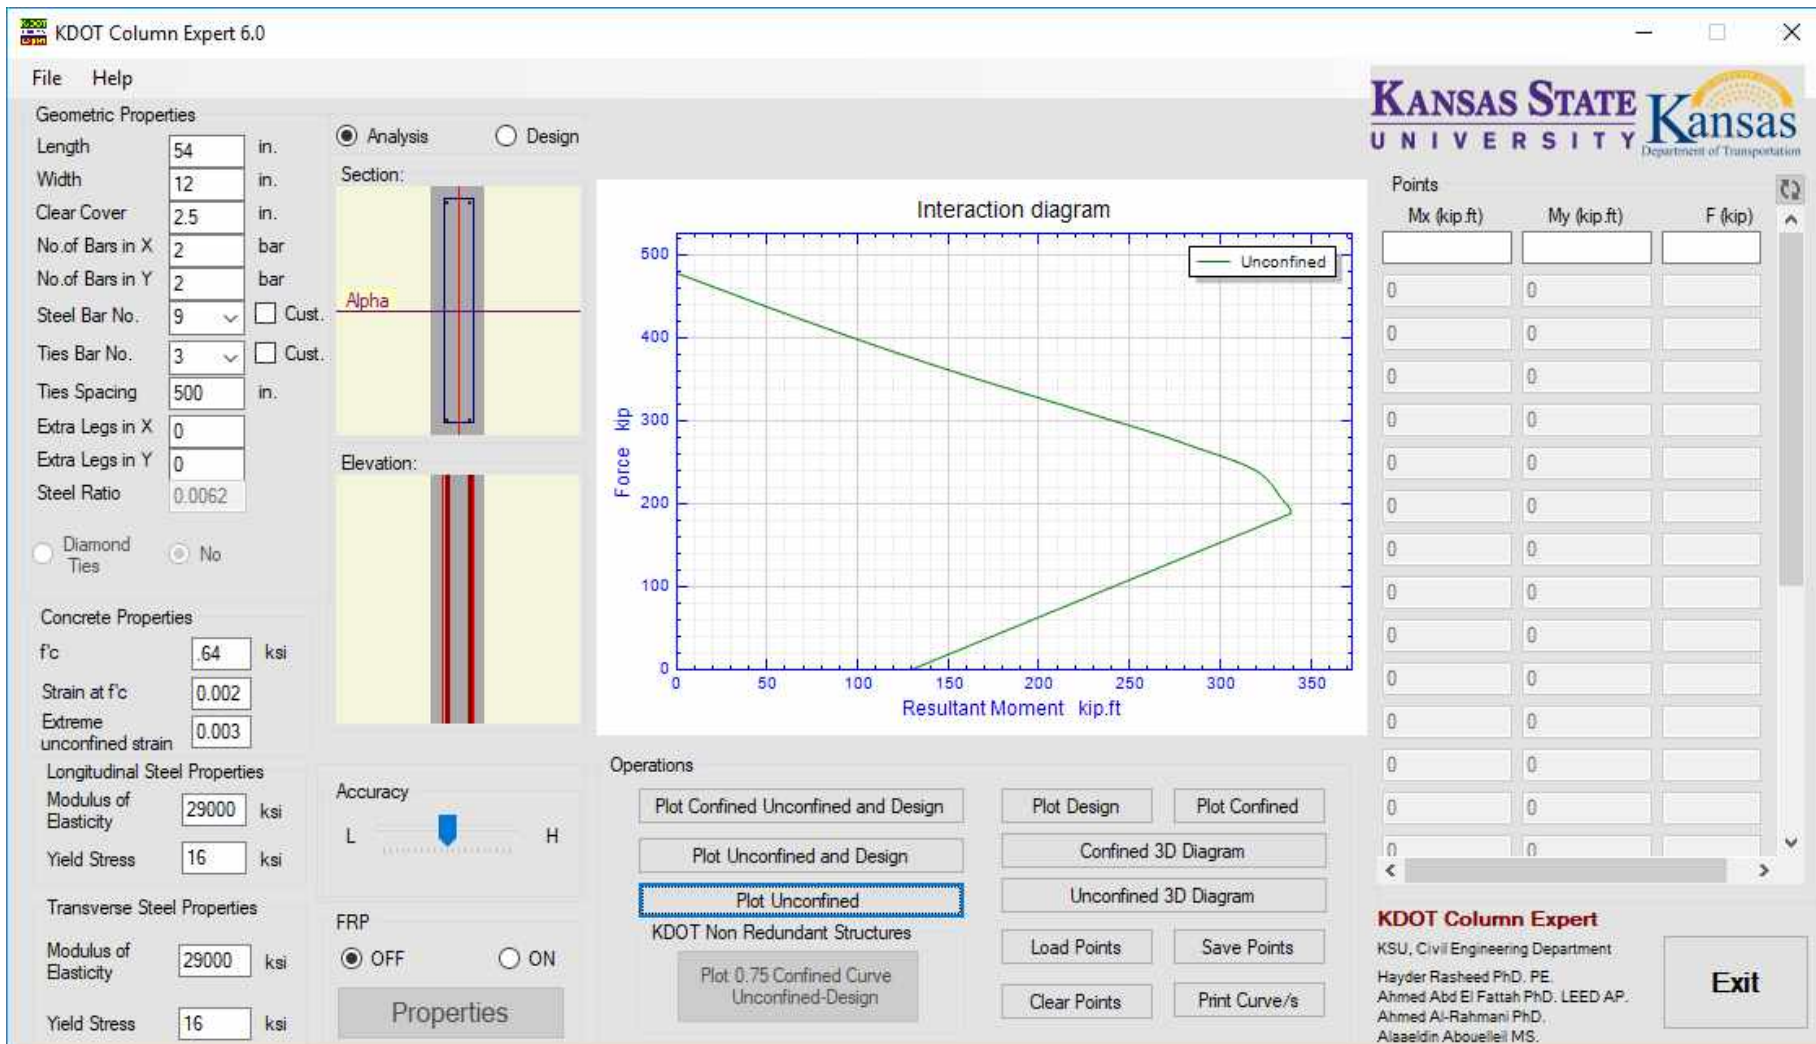 KDOT Column Expert 6.0
File Help
KANSAS STATE
UNIVERSITY
Kansas
Department of Transportation
Geometric Properties
Length 54 in.
Width 12 in.
Clear Cover 2.5 in.
No.of Bars in X 2 bar
No.of Bars in Y 2 bar
Steel Bar No. 9 Cust.
Ties Bar No. 3 Cust.
Ties Spacing 500 in.
Extra Legs in X 0
Extra Legs in Y 0
Steel Ratio 0.0062
Diamond
Ties
No
Concrete Properties
f'c .64 ksi
Strain at f'c 0.002
Extreme
unconfined strain 0.003
Longitudinal Steel Properties
Modulus of
Elasticity 29000 ksi
Yield Stress 16 ksi
Transverse Steel Properties
Modulus of
Elasticity 29000 ksi
Yield Stress 16 ksi
Analysis Design
Section:
Alpha
Elevation:
Accuracy
L H
FRP
OFF ON
Properties
Interaction diagram
Unconfined
Force kip
500
400
300
200
100
0
0 50 100 150 200 250 300 350
Resultant Moment kip.ft
Operations
Plot Confined Unconfined and Design
Plot Unconfined and Design
Plot Unconfined
KDOT Non Redundant Structures
Plot 0.75 Confined Curve
Unconfined-Design
Plot Design Plot Confined
Confined 3D Diagram
Unconfined 3D Diagram
Load Points Save Points
Clear Points Print Curve/s
Points
Mx (kip.ft) My (kip.ft) F (kip)
0 0
0 0
0 0
0 0
0 0
0 0
0 0
0 0
0 0
0 0
0 0
0 0
0 0
0 0
KDOT Column Expert
KSU, Civil Engineering Department
Hayder Rasheed PhD. PE.
Ahmed Abd El Fattah PhD. LEED AP.
Ahmed Al-Rahmani PhD.
Alaaeldin Abouelleil MS.
Exit